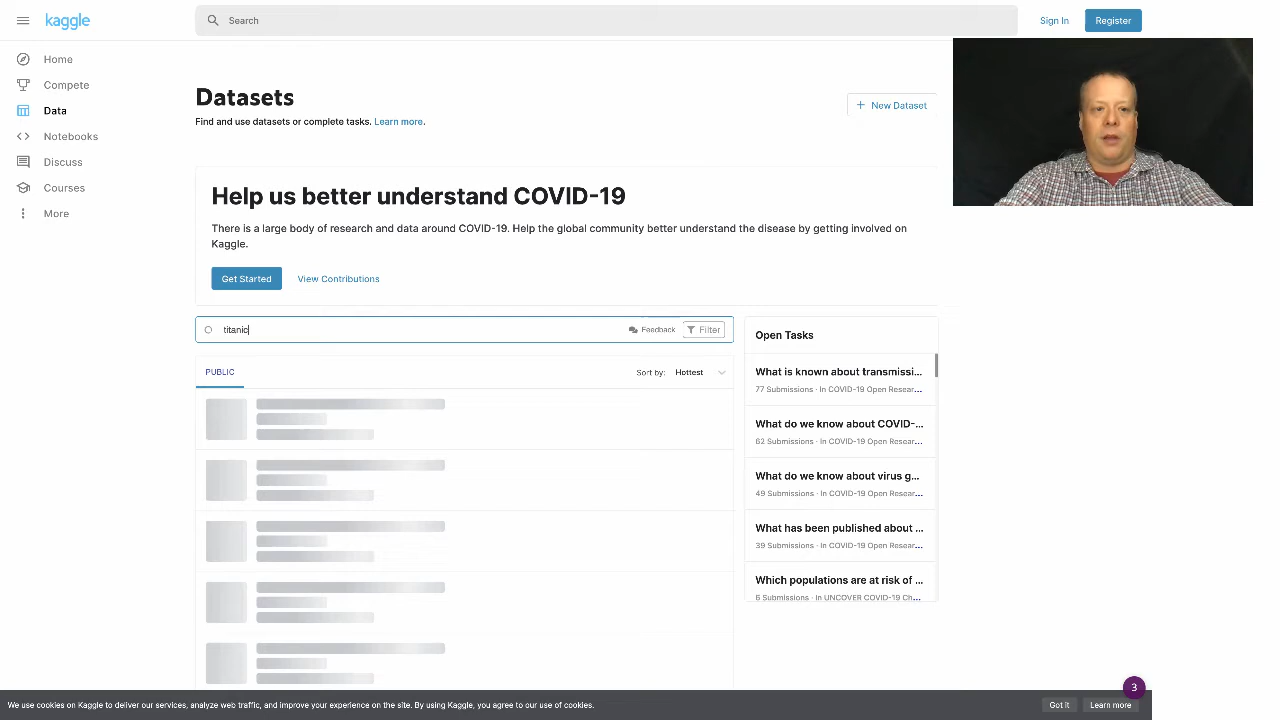 kaggle
Search
Sign In
Register
Home
Compete
Data
Notebooks
Discuss
Courses
More
Datasets
Find and use datasets or complete tasks. Learn more.
New Dataset
Help us better understand COVID-19
There is a large body of research and data around COVID-19. Help the global community better understand the disease by getting involved on
Kaggle.
Get Started
View Contributions
titanic
Feedback
Filter
PUBLIC
Sort by: Hottest
Open Tasks
What is known about transmissi...
77 Submissions · In COVID-19 Open Resear...
What do we know about COVID-...
62 Submissions · In COVID-19 Open Resear...
What do we know about virus g...
49 Submissions · In COVID-19 Open Resear...
What has been published about ...
39 Submissions · In COVID-19 Open Resear...
Which populations are at risk of ...
6 Submissions · In UNCOVER COVID-19 Ch...
3
We use cookies on Kaggle to deliver our services, analyze web traffic, and improve your experience on the site. By using Kaggle, you agree to our use of cookies.
Got it
Learn more